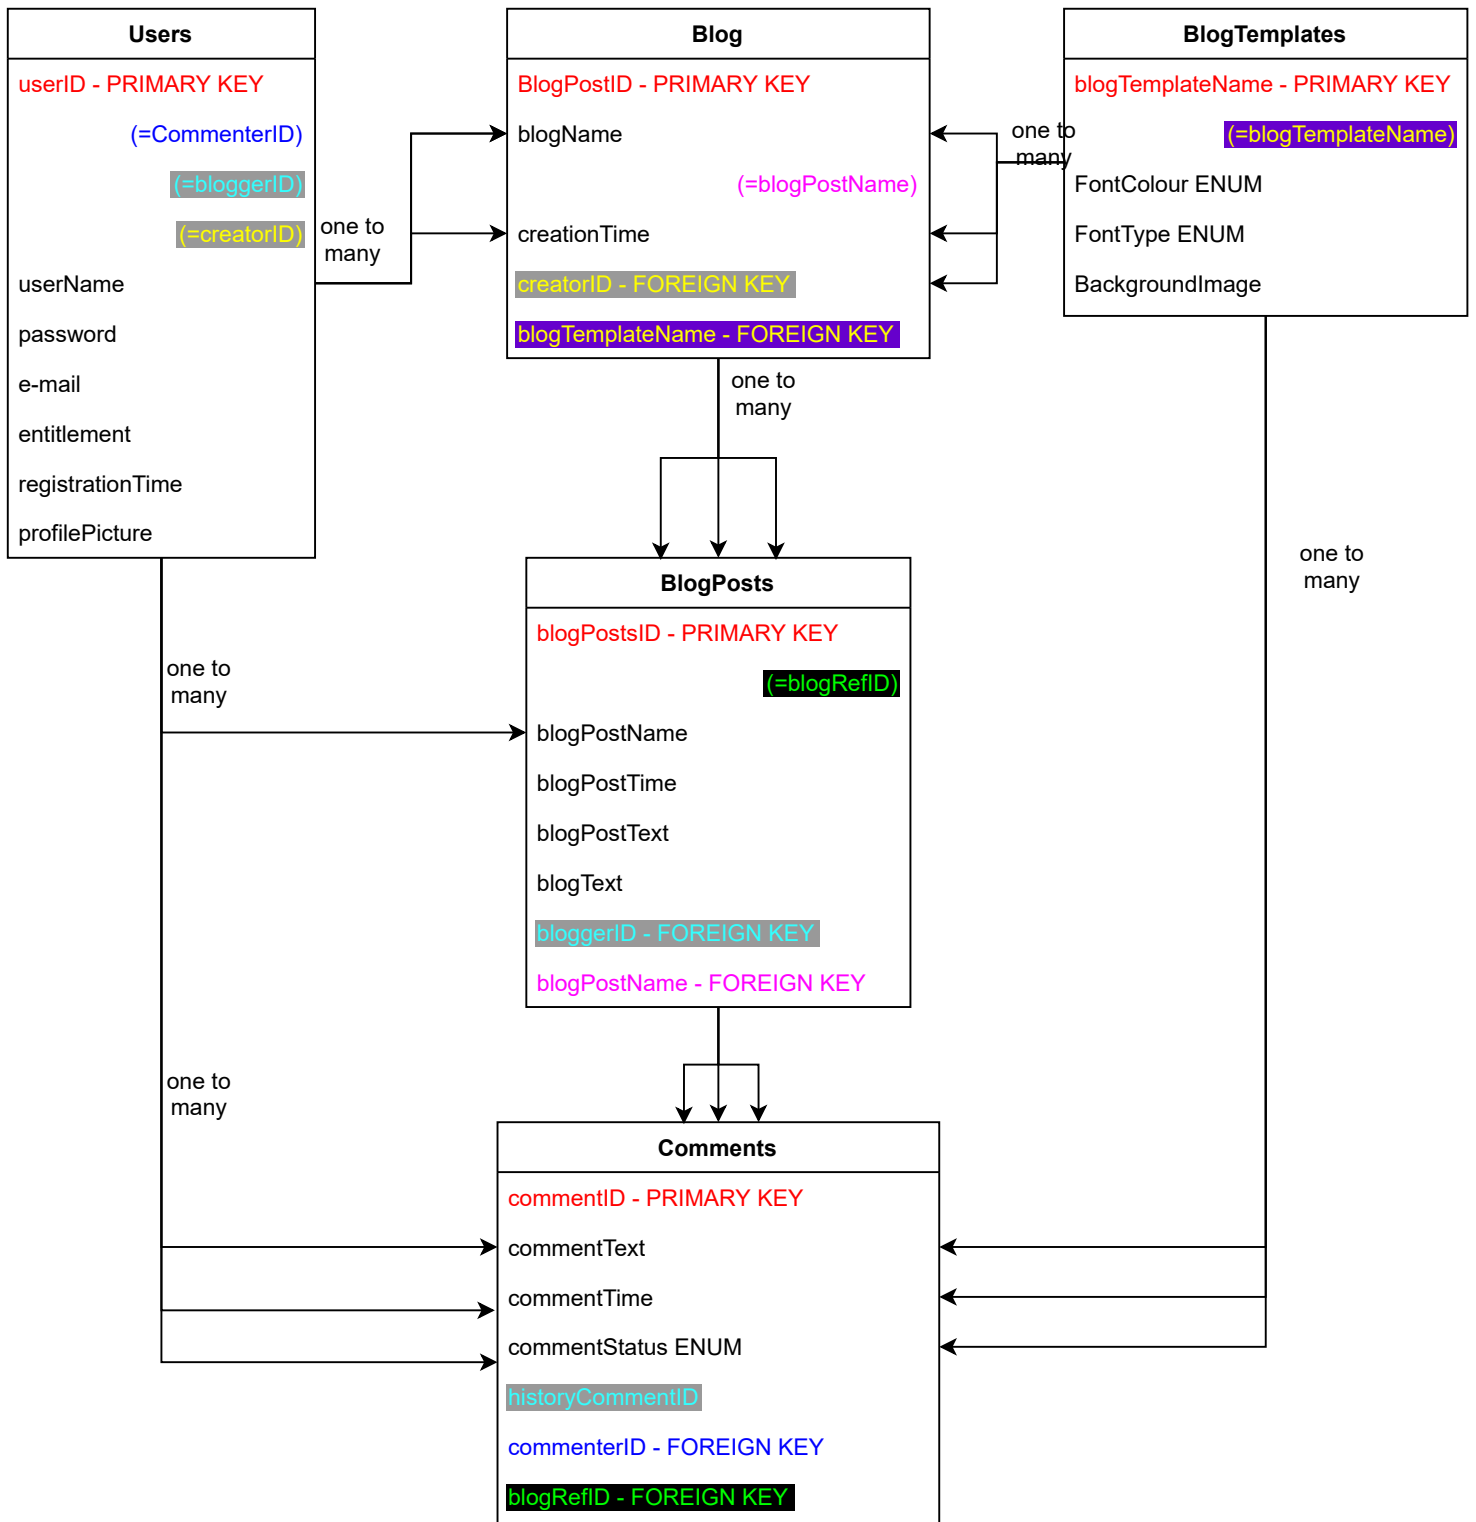 Users
userID - PRIMARY KEY
(=CommenterID)
(=bloggerID)
(=creatorID)
userName
password
e-mail
entitlement
registrationTime
profilePicture
one to
many
Blog
BlogPostID - PRIMARY KEY
blogName
(=blogPostName)
creationTime
creatorID - FOREIGN KEY
blogTemplateName - FOREIGN KEY
one to
many
BlogTemplates
blogTemplateName - PRIMARY KEY
(=blogTemplateName)
FontColour ENUM
FontType ENUM
BackgroundImage
one to
many
one to
many
one to
many
BlogPosts
blogPostsID - PRIMARY KEY
(=blogRefID)
blogPostName
blogPostTime
blogPostText
blogText
bloggerID - FOREIGN KEY
blogPostName - FOREIGN KEY
one to
many
Comments
commentID - PRIMARY KEY
commentText
commentTime
commentStatus ENUM
historyCommentID
commenterID - FOREIGN KEY
blogRefID - FOREIGN KEY